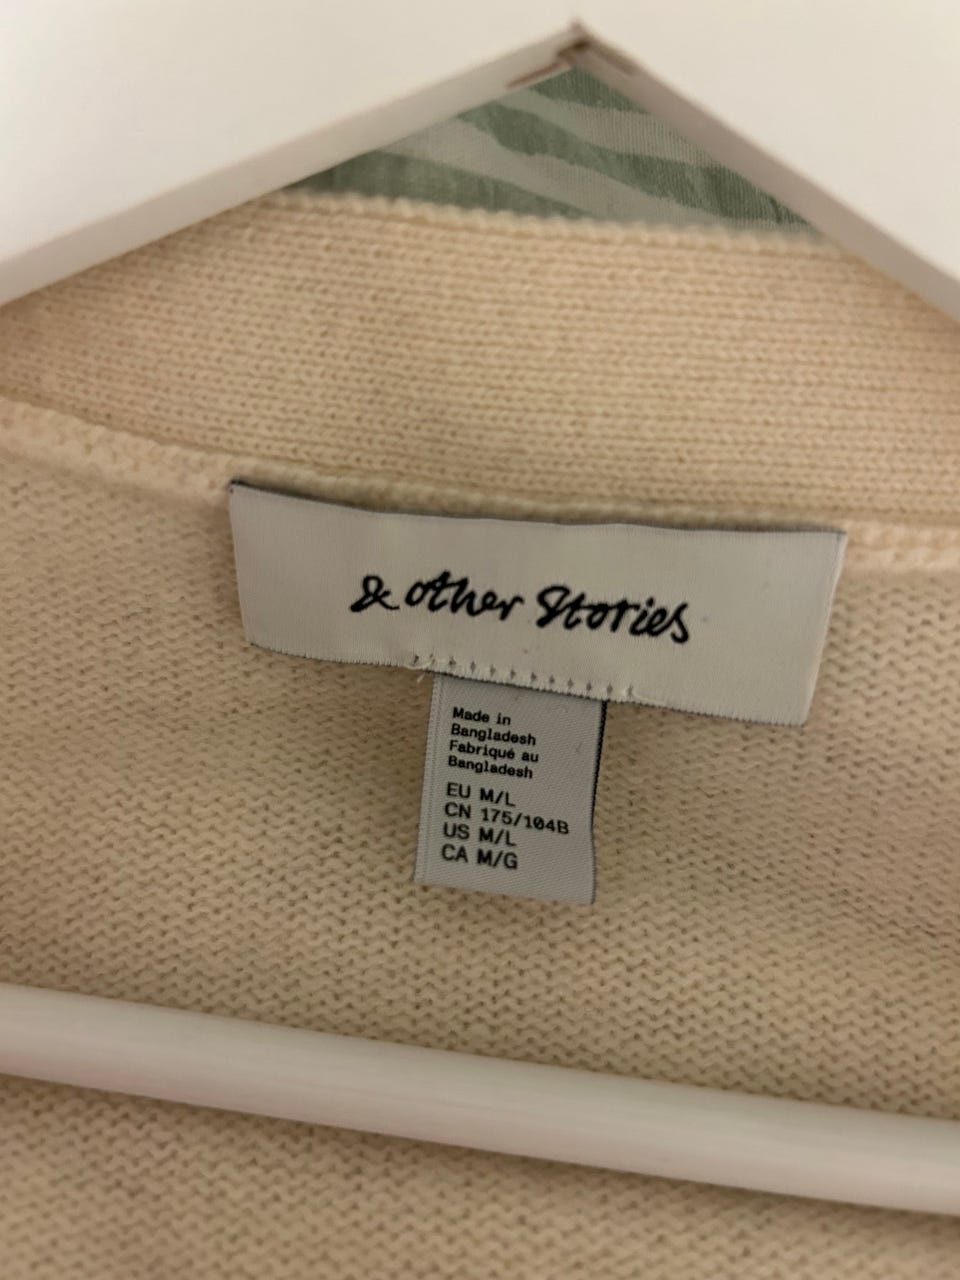 & other Stories
Made in
Bangladesh
Fabriqué au
Bangladesh
EU M/L
CN 175/104B
US M/L
CA M/G